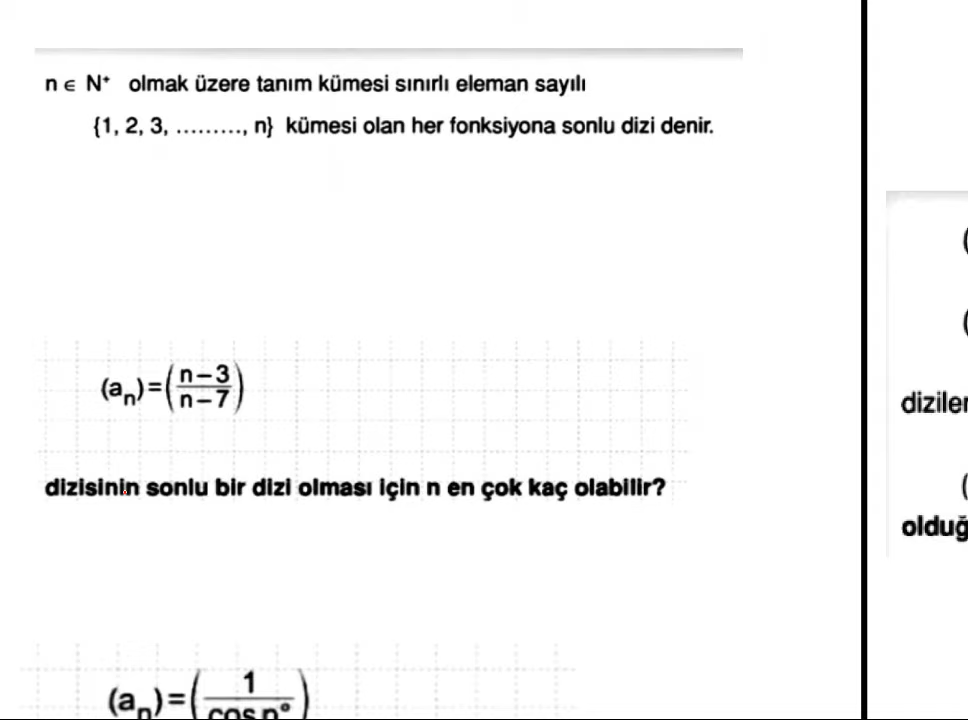 n ∈ N⁺ olmak üzere tanım kümesi sınırlı eleman sayılı
{1, 2, 3, ........., n} kümesi olan her fonksiyona sonlu dizi denir.
(aₙ)=((n−3)/(n−7))
dizisinin sonlu bir dizi olması için n en çok kaç olabilir?
(aₙ)=(1/(cos n°))
(
(
diziler
(
olduğ